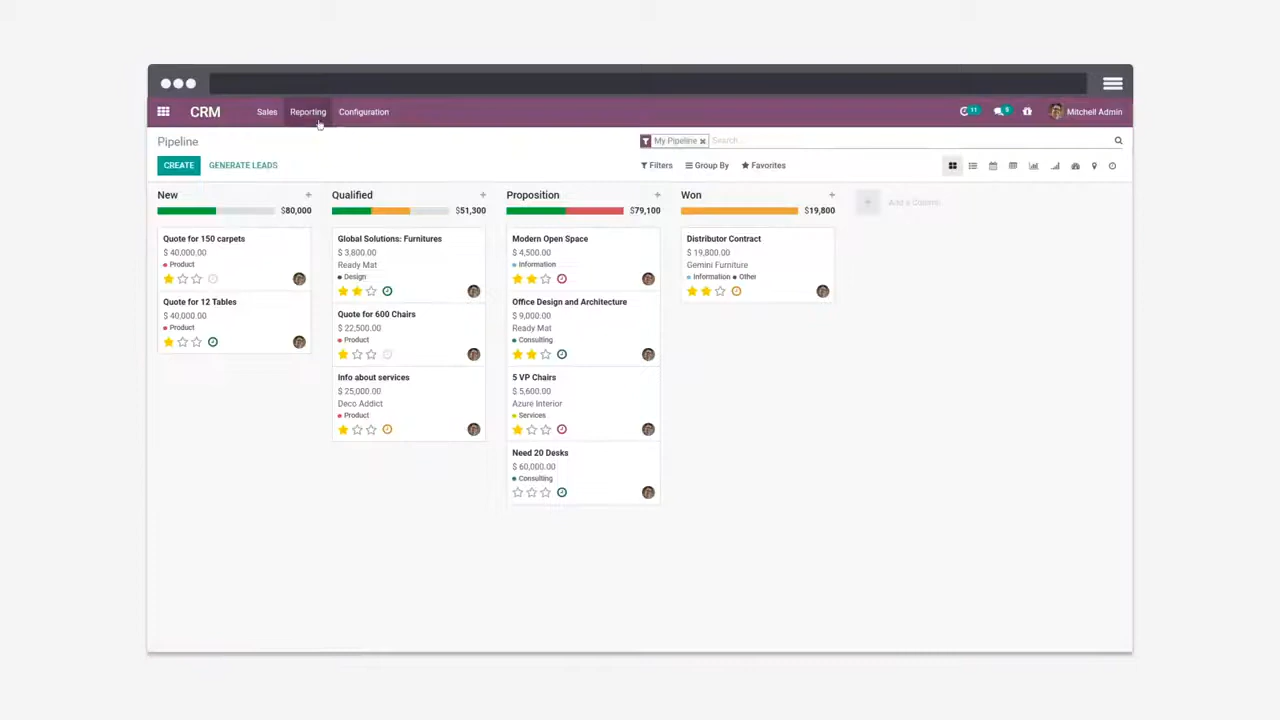 CRM Sales Reporting Configuration 11 5 Mitchell Admin
Pipeline
My Pipeline Search...
CREATE GENERATE LEADS
Filters Group By Favorites
New +
$80,000
Quote for 150 carpets
$ 40,000.00
Product
Quote for 12 Tables
$ 40,000.00
Product
Qualified +
$51,300
Global Solutions: Furnitures
$ 3,800.00
Ready Mat
Design
Quote for 600 Chairs
$ 22,500.00
Product
Info about services
$ 25,000.00
Deco Addict
Product
Proposition +
$79,100
Modern Open Space
$ 4,500.00
Information
Office Design and Architecture
$ 9,000.00
Ready Mat
Consulting
5 VP Chairs
$ 5,600.00
Azure Interior
Services
Need 20 Desks
$ 60,000.00
Consulting
Won +
$19,800
Distributor Contract
$ 19,800.00
Gemini Furniture
Information Other
+ Add a Column